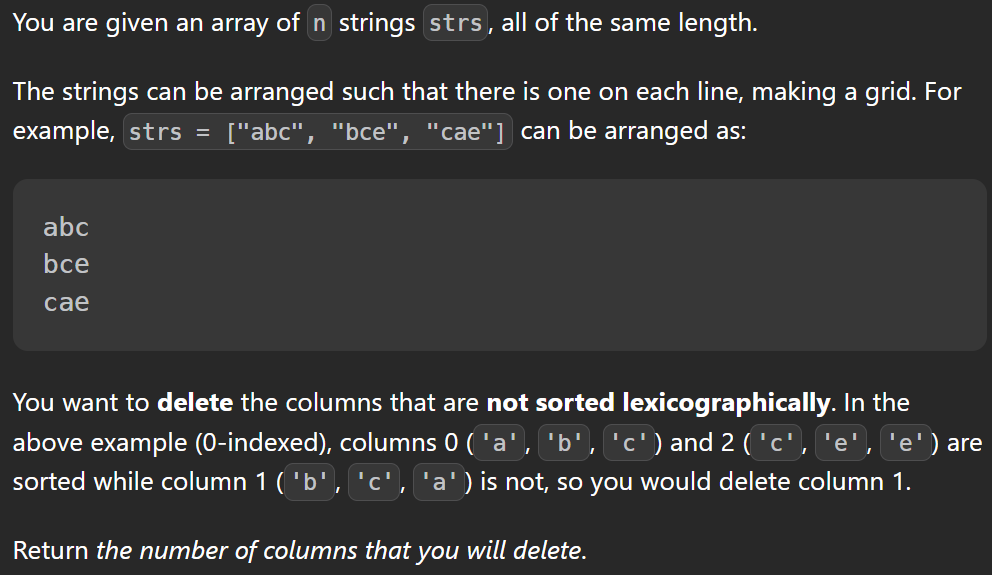 You are given an array of n strings strs, all of the same length.
The strings can be arranged such that there is one on each line, making a grid. For
example, strs = ["abc", "bce", "cae"] can be arranged as:
abc
bce
cae
You want to delete the columns that are not sorted lexicographically. In the
above example (0-indexed), columns 0 ('a', 'b', 'c') and 2 ('c', 'e', 'e') are
sorted while column 1 ('b', 'c', 'a') is not, so you would delete column 1.
Return the number of columns that you will delete.